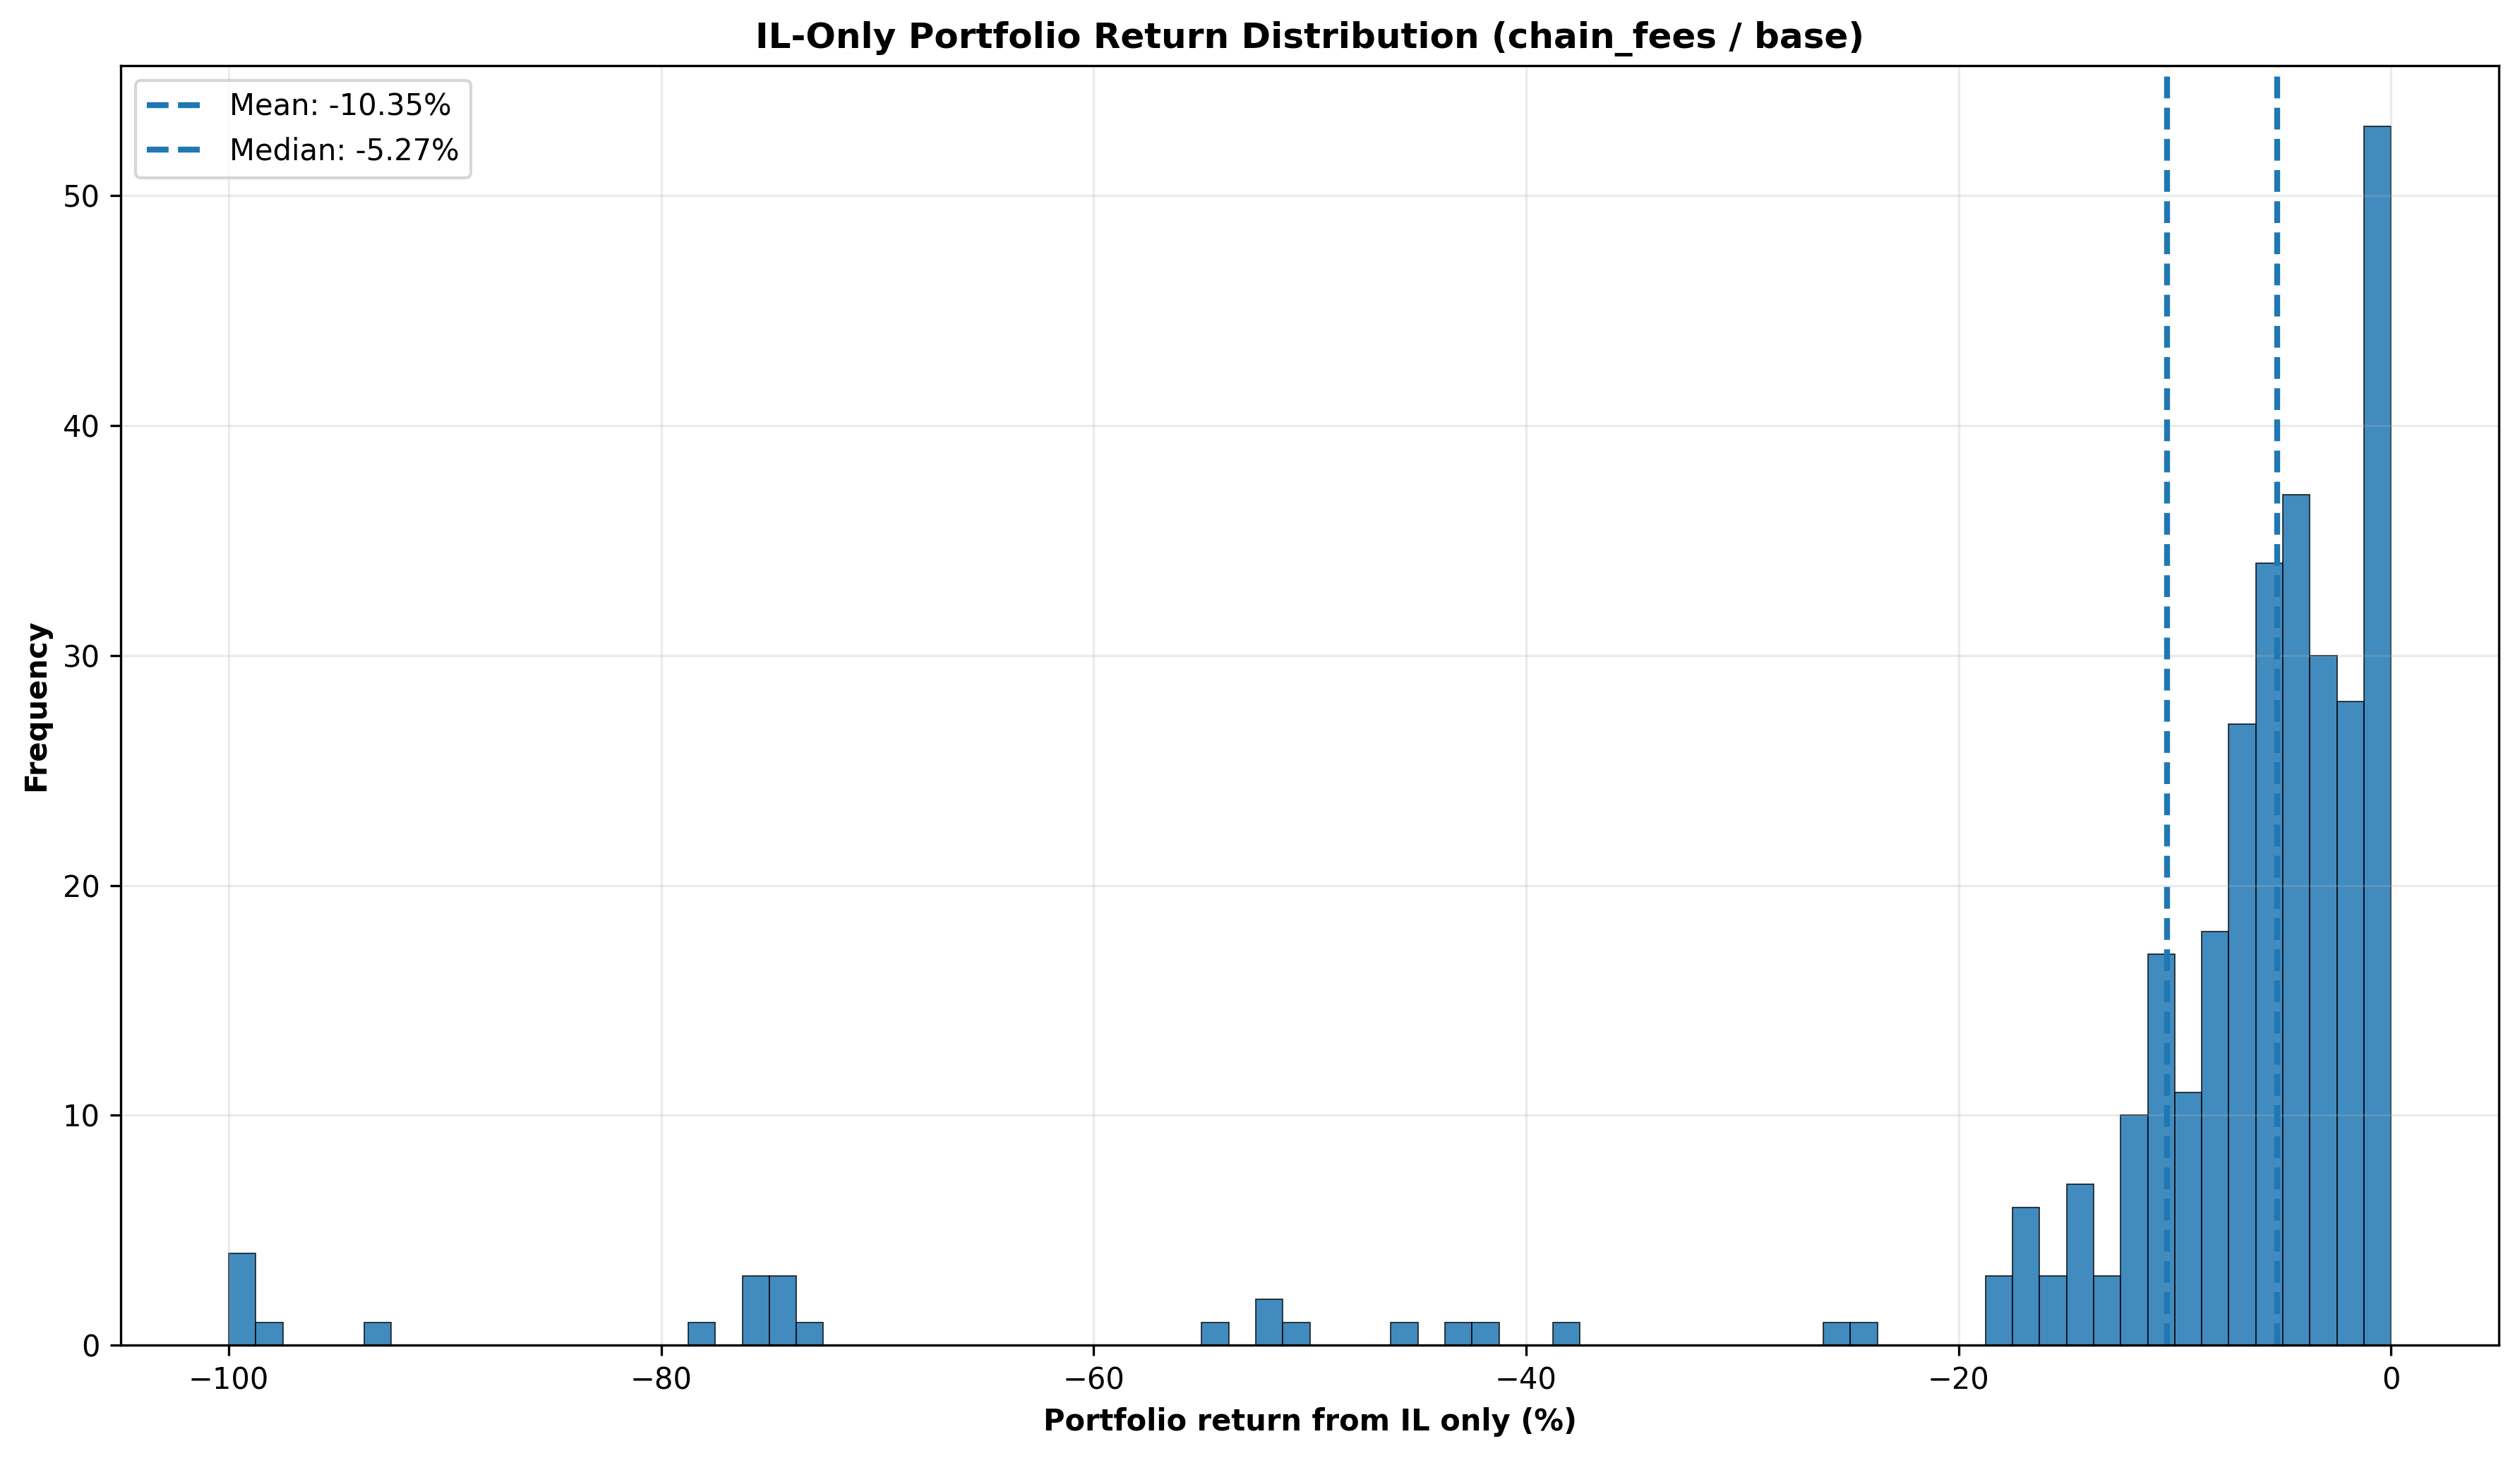 IL-Only Portfolio Return Distribution (chain_fees / base)
Mean: -10.35%
Median: -5.27%
50
40
30
20
10
0
Frequency
−100
−80
−60
−40
−20
0
Portfolio return from IL only (%)